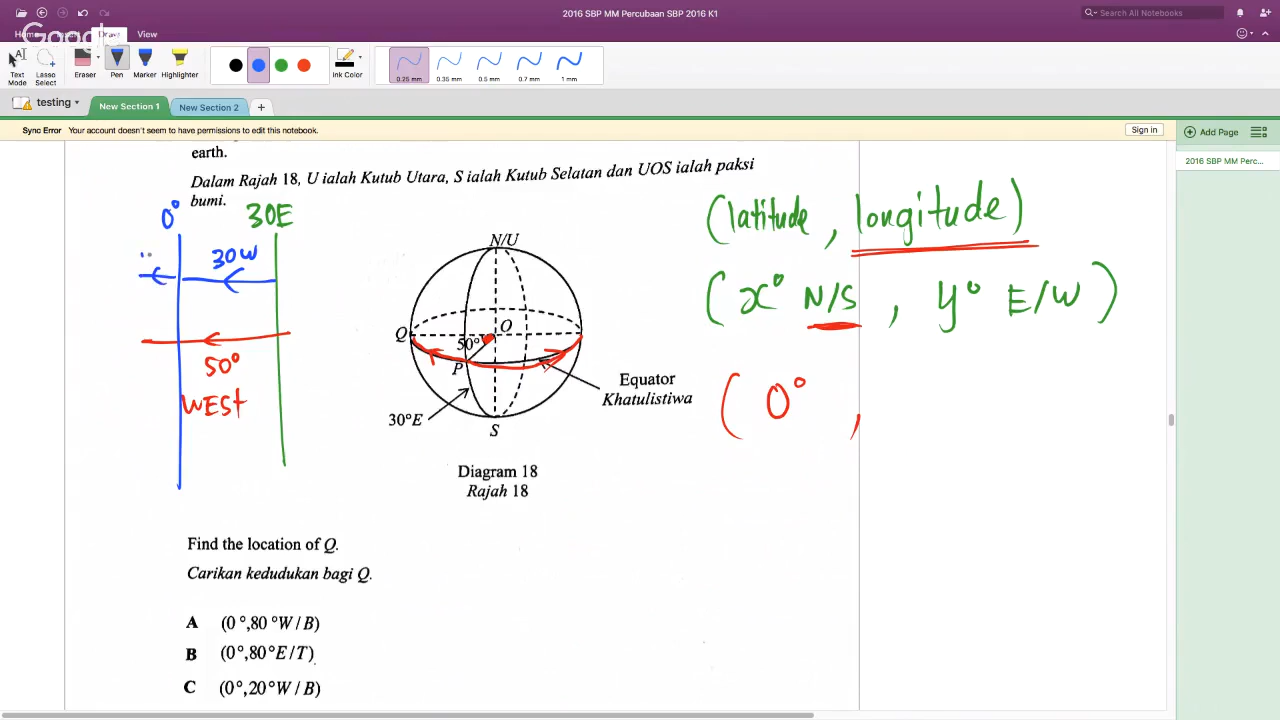 2016 SBP MM Percubaan SBP 2016 K1
Search All Notebooks
Home Insert Draw View
Text Mode
Lasso Select
Eraser
Pen
Marker
Highlighter
Ink Color
0.25 mm
0.35 mm
0.5 mm
0.7 mm
1 mm
testing
New Section 1
New Section 2
+
Sync Error Your account doesn't seem to have permissions to edit this notebook.
Sign in
Add Page
2016 SBP MM Perc...
earth.
Dalam Rajah 18, U ialah Kutub Utara, S ialah Kutub Selatan dan UOS ialah paksi
bumi.
0°
30E
30W
50°
WEST
N/U
Q
O
50°
P
30°E
S
Equator
Khatulistiwa
(latitude, longitude)
(x° N/S, y° E/W)
(0°,
Diagram 18
Rajah 18
Find the location of Q.
Carikan kedudukan bagi Q.
A (0°,80°W/B)
B (0°,80°E/T)
C (0°,20°W/B)